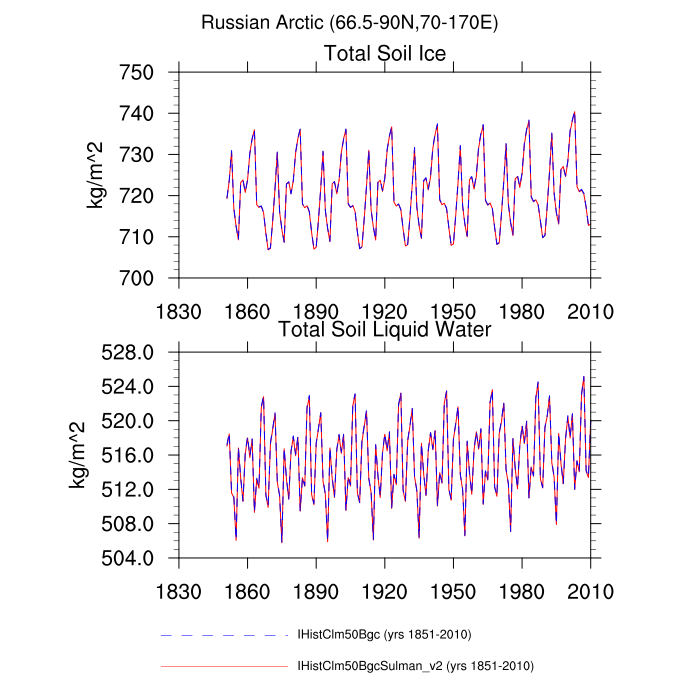 Russian Arctic (66.5-90N,70-170E)
Total Soil Ice
750
740
730
720
710
700
kg/m^2
1830 1860 1890 1920 1950 1980 2010
Total Soil Liquid Water
528.0
524.0
520.0
516.0
512.0
508.0
504.0
kg/m^2
1830 1860 1890 1920 1950 1980 2010
IHistClm50Bgc (yrs 1851-2010)
IHistClm50BgcSulman_v2 (yrs 1851-2010)